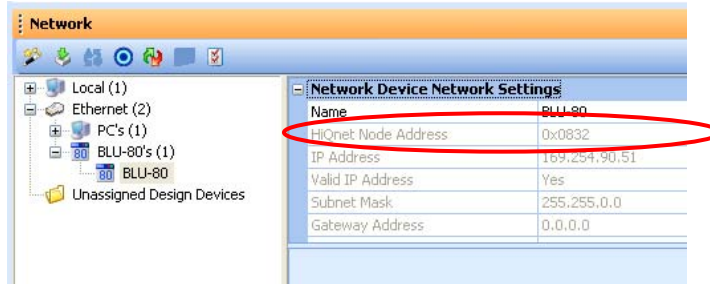 Network
Local (1)
Ethernet (2)
PC's (1)
80 BLU-80's (1)
80 BLU-80
Unassigned Design Devices
Network Device Network Settings
Name BLU-80
HiQnet Node Address 0x0832
IP Address 169.254.90.51
Valid IP Address Yes
Subnet Mask 255.255.0.0
Gateway Address 0.0.0.0